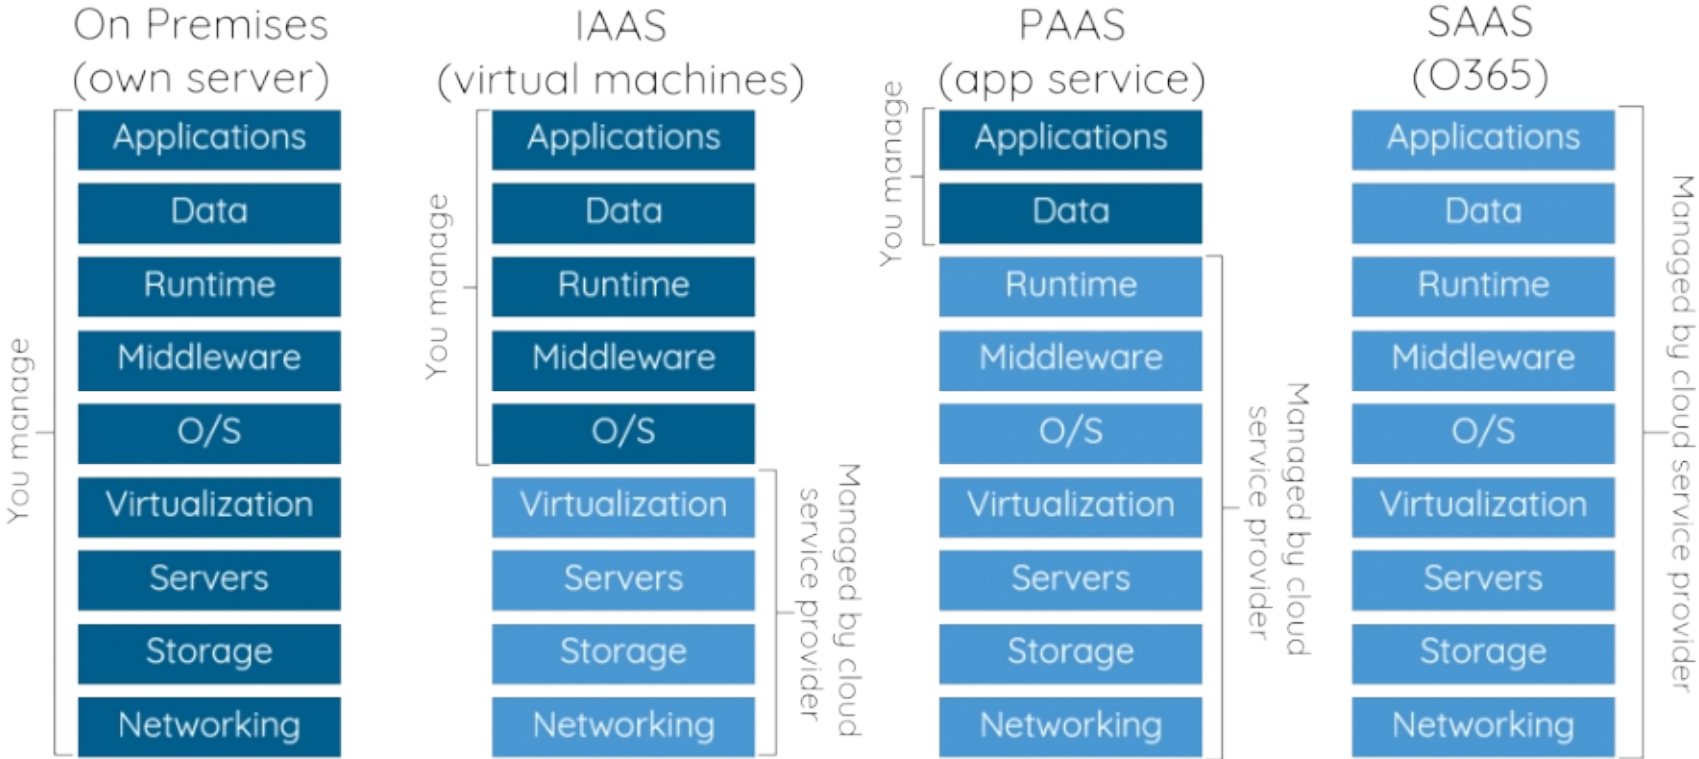 On Premises
(own server)
You manage
Applications
Data
Runtime
Middleware
O/S
Virtualization
Servers
Storage
Networking
IAAS
(virtual machines)
You manage
Applications
Data
Runtime
Middleware
O/S
Virtualization
Servers
Storage
Networking
Managed by cloud
service provider
PAAS
(app service)
You manage
Applications
Data
Runtime
Middleware
O/S
Virtualization
Servers
Storage
Networking
Managed by cloud
service provider
SAAS
(O365)
Applications
Data
Runtime
Middleware
O/S
Virtualization
Servers
Storage
Networking
Managed by cloud service provider